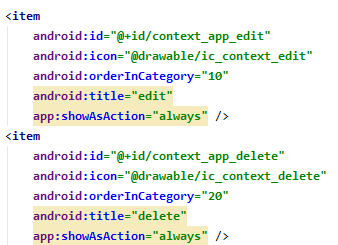 <item
android:id="@+id/context_app_edit"
android:icon="@drawable/ic_context_edit"
android:orderInCategory="10"
android:title="edit"
app:showAsAction="always" />
<item
android:id="@+id/context_app_delete"
android:icon="@drawable/ic_context_delete"
android:orderInCategory="20"
android:title="delete"
app:showAsAction="always" />